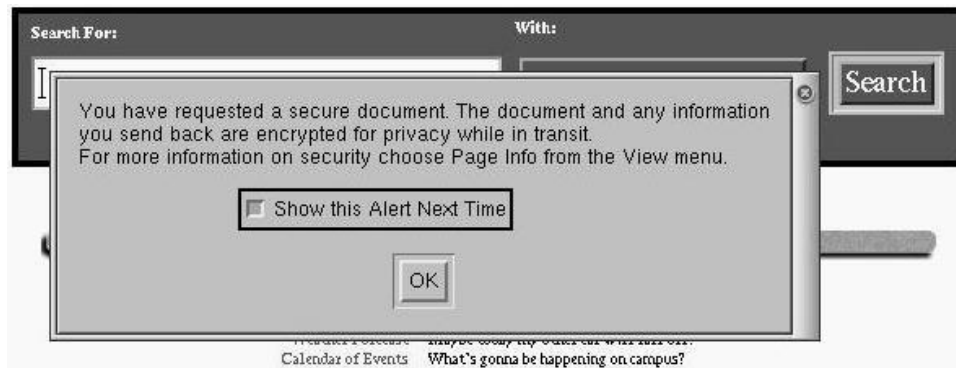 Search For:
With:
Search
You have requested a secure document. The document and any information
you send back are encrypted for privacy while in transit.
For more information on security choose Page Info from the View menu.
Show this Alert Next Time
OK
Calendar of Events What's gonna be happening on campus?